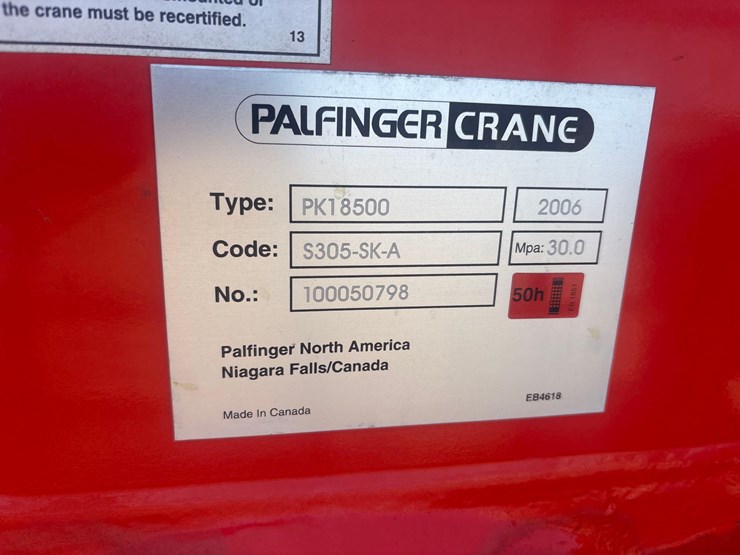 the crane must be recertified.
13
PALFINGER CRANE
Type: PK18500 2006
Code: S305-SK-A Mpa: 30.0
No.: 100050798 50h
Palfinger North America
Niagara Falls/Canada
Made In Canada
EB4618